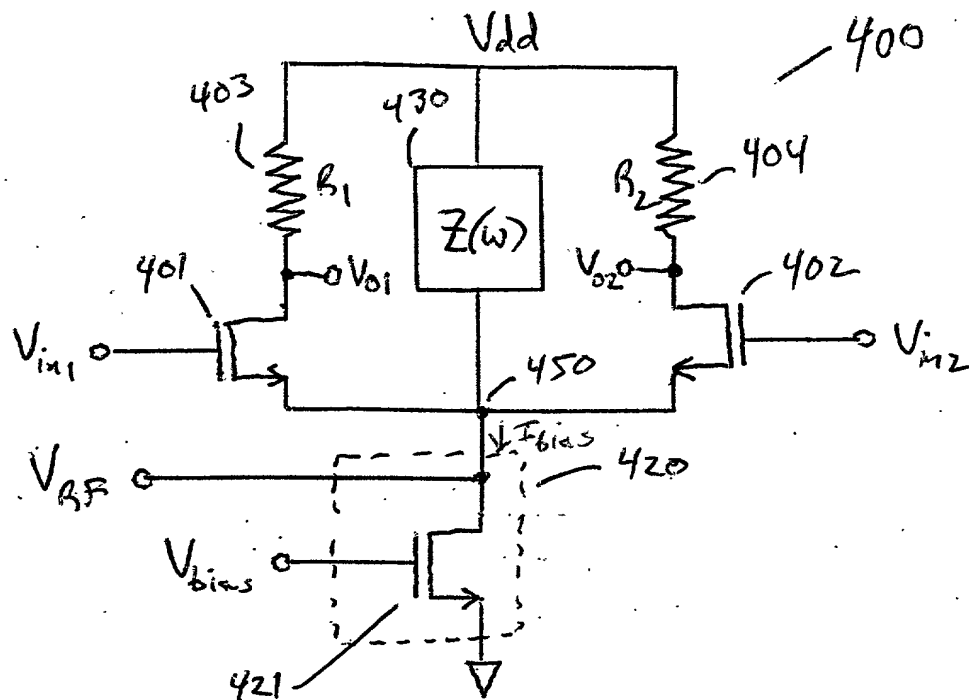 Vdd
400
403
430
404
R1
Z(w)
R2
401
Vo1
Vo2
402
Vin1
Vin2
450
Ibias
420
VRF
Vbias
421